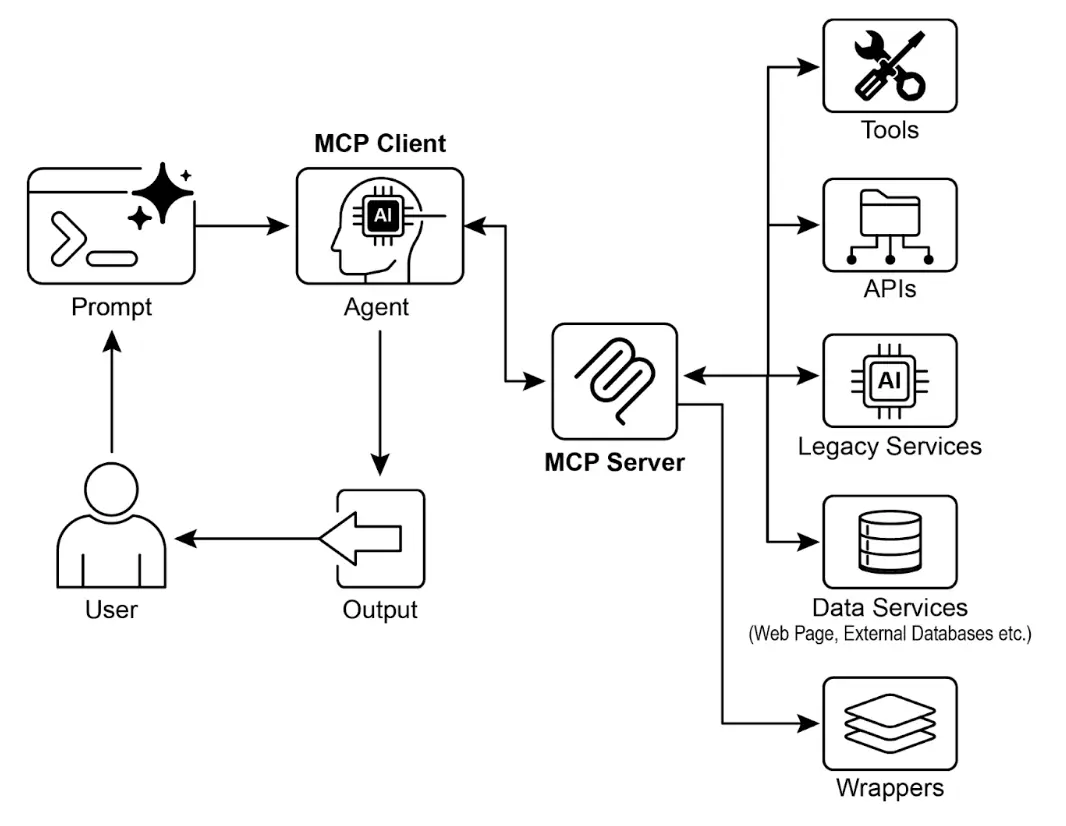 MCP Client
AI
Prompt
Agent
User
Output
MCP Server
Tools
APIs
AI
Legacy Services
Data Services
(Web Page, External Databases etc.)
Wrappers